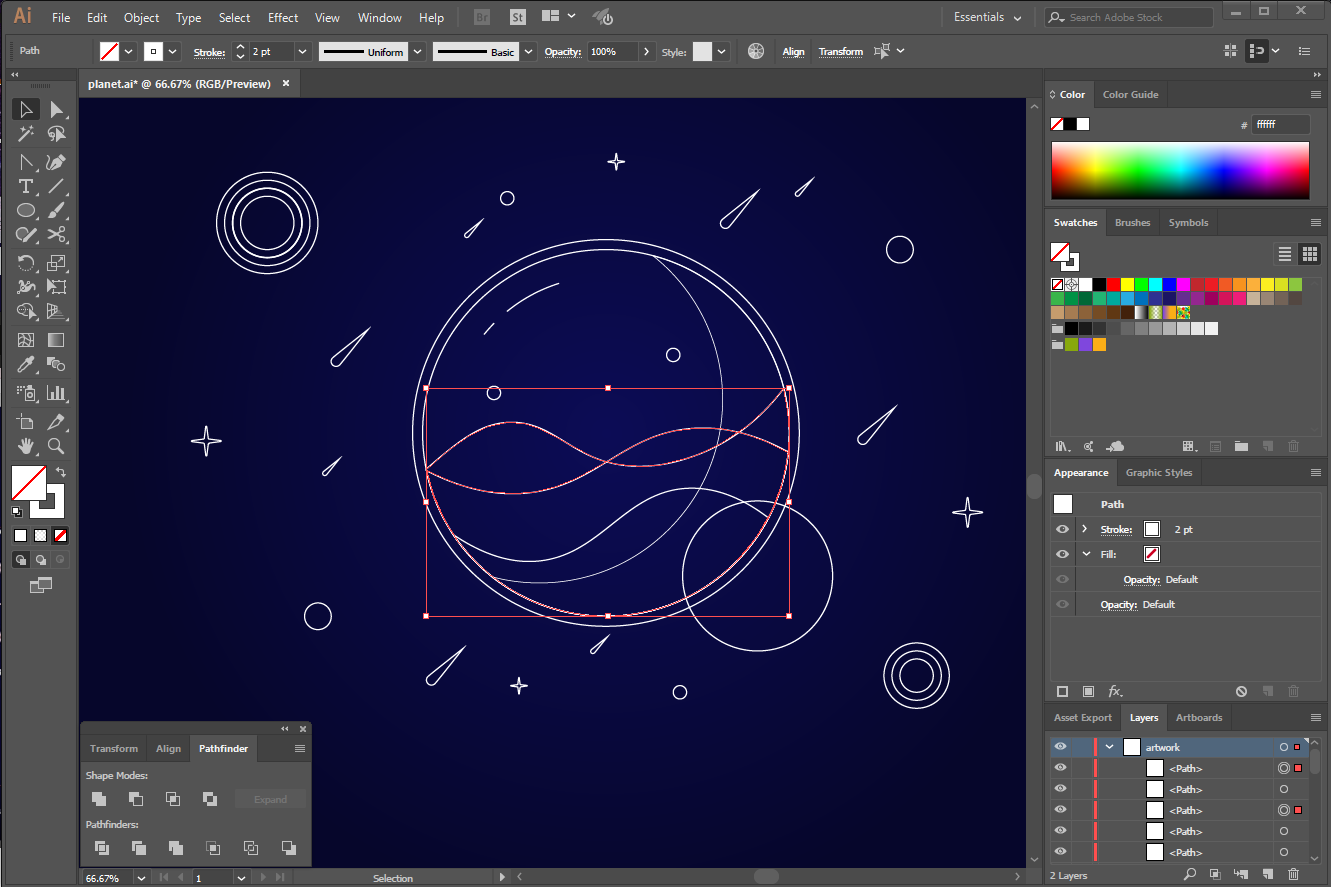 Ai File Edit Object Type Select Effect View Window Help Br St Essentials Search Adobe Stock
Path Stroke: 2 pt Uniform Basic Opacity: 100% Style: Align Transform
planet.ai* @ 66.67% (RGB/Preview)
Color Color Guide
# ffffff
Swatches Brushes Symbols
Appearance Graphic Styles
Path
Stroke: 2 pt
Fill:
Opacity: Default
Opacity: Default
fx
Asset Export Layers Artboards
artwork
<Path>
<Path>
<Path>
<Path>
<Path>
2 Layers
Transform Align Pathfinder
Shape Modes:
Expand
Pathfinders:
66.67% 1 Selection